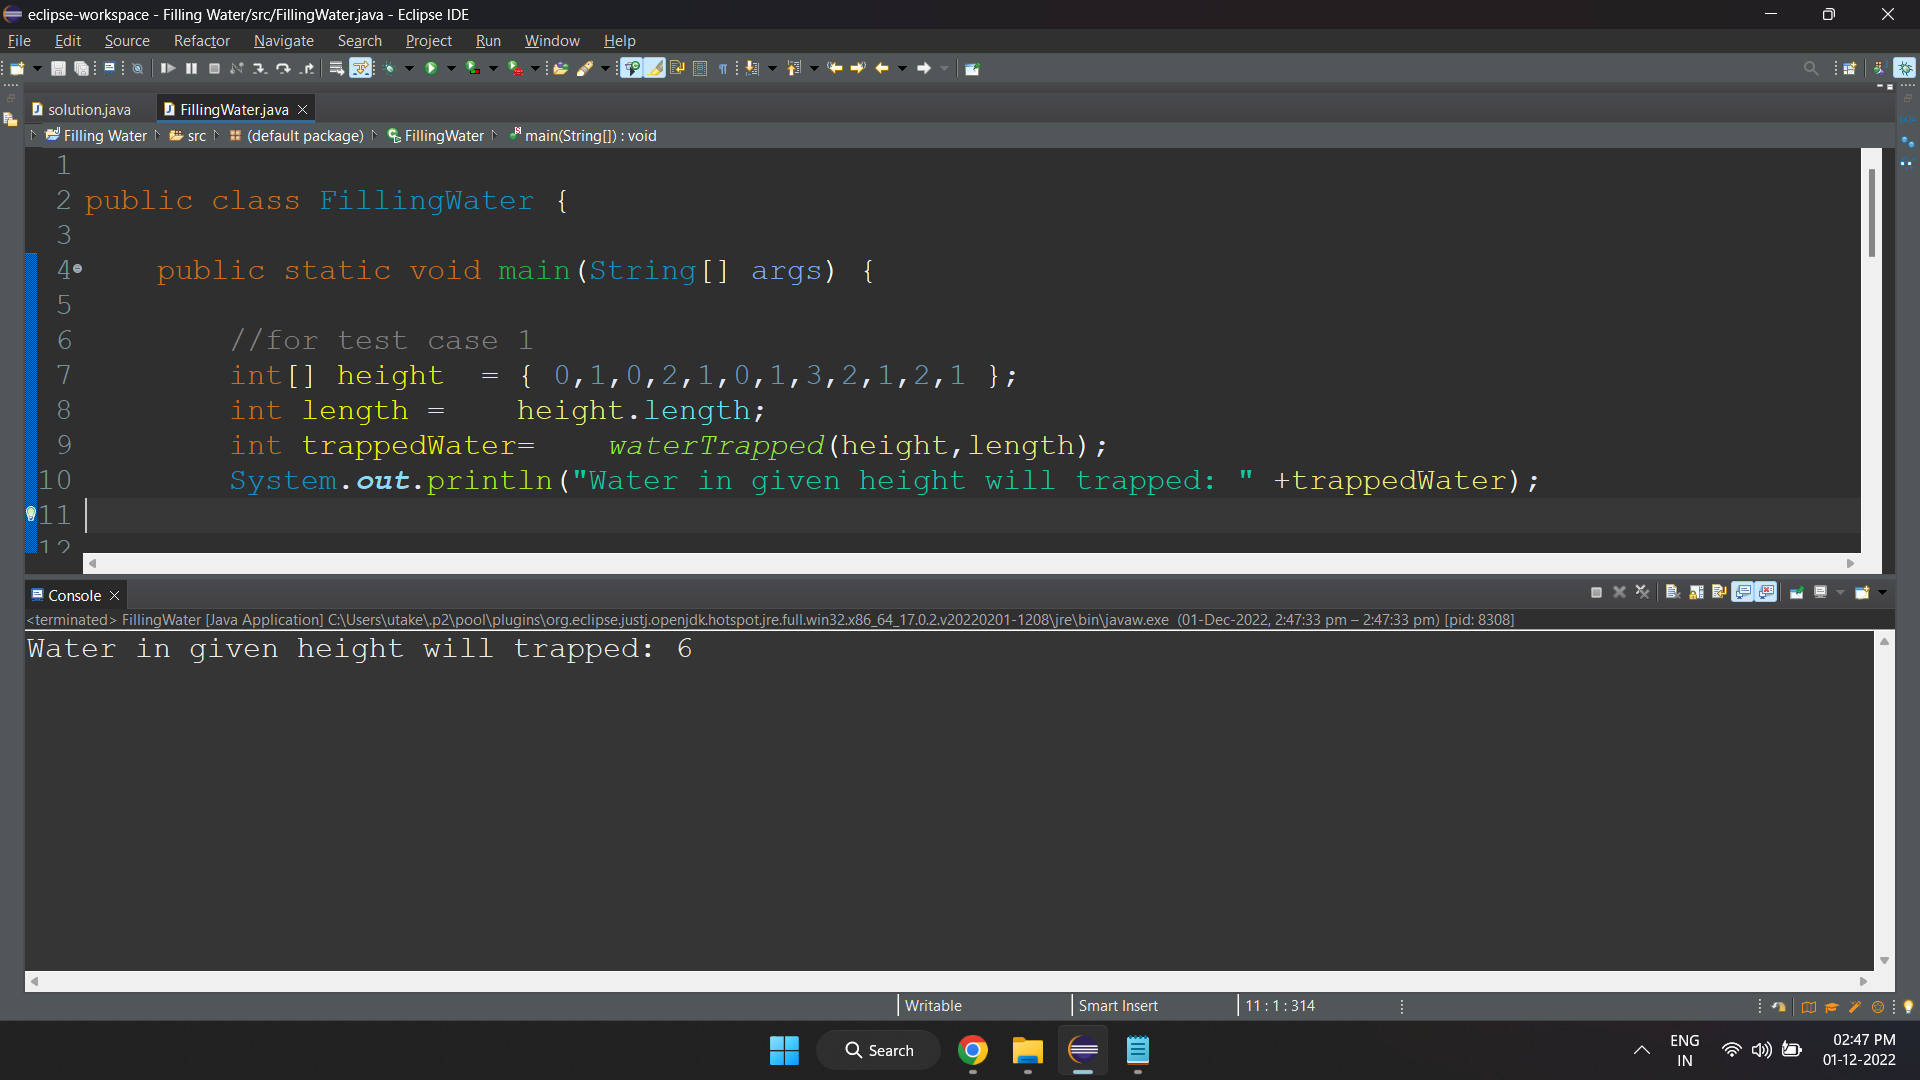 eclipse-workspace - Filling Water/src/FillingWater.java - Eclipse IDE
File Edit Source Refactor Navigate Search Project Run Window Help
solution.java FillingWater.java
Filling Water src (default package) FillingWater main(String[]) : void
1
2 public class FillingWater {
3
4 public static void main(String[] args) {
5
6 //for test case 1
7 int[] height = { 0,1,0,2,1,0,1,3,2,1,2,1 };
8 int length = height.length;
9 int trappedWater= waterTrapped(height,length);
10 System.out.println("Water in given height will trapped: " +trappedWater);
11
12
Console
<terminated> FillingWater [Java Application] C:\Users\utake\.p2\pool\plugins\org.eclipse.justj.openjdk.hotspot.jre.full.win32.x86_64_17.0.2.v20220201-1208\jre\bin\javaw.exe (01-Dec-2022, 2:47:33 pm – 2:47:33 pm) [pid: 8308]
Water in given height will trapped: 6
Writable Smart Insert 11 : 1 : 314
Search
ENG
IN
02:47 PM
01-12-2022